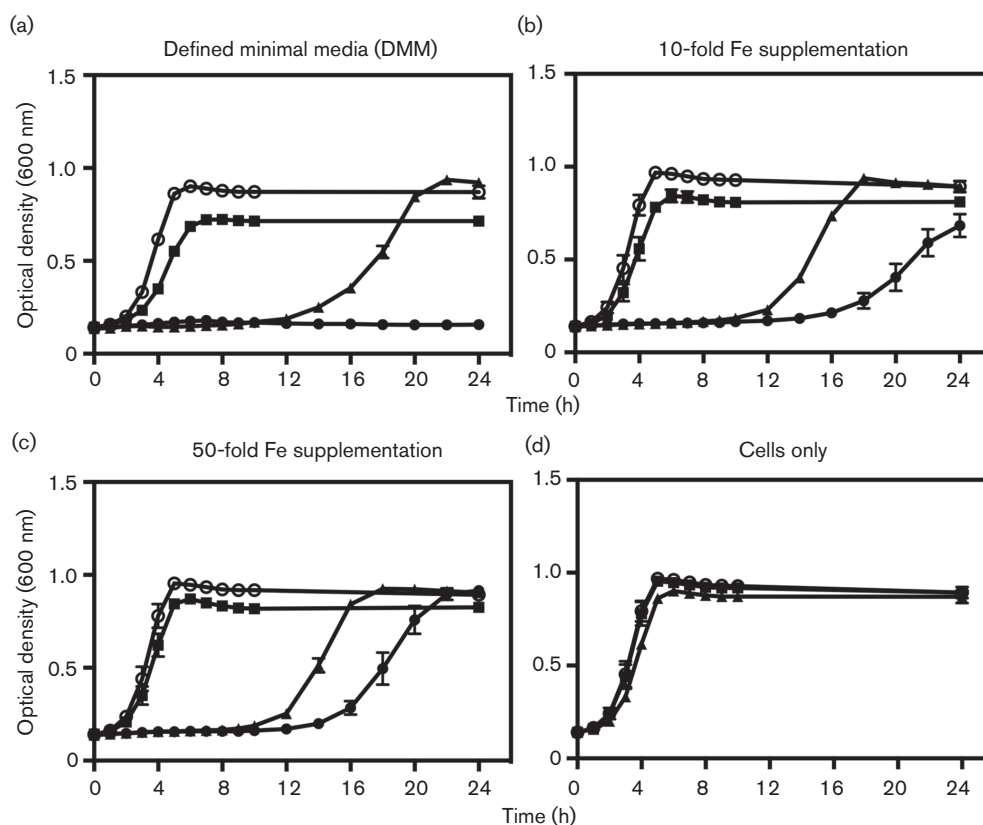 (a)
Defined minimal media (DMM)
Optical density (600 nm)
1.5
1.0
0.5
0
0 4 8 12 16 20 24
(b)
10-fold Fe supplementation
1.5
1.0
0.5
0
0 4 8 12 16 20 24
Time (h)
(c)
50-fold Fe supplementation
Optical density (600 nm)
1.5
1.0
0.5
0
0 4 8 12 16 20 24
(d)
Cells only
1.5
1.0
0.5
0
0 4 8 12 16 20 24
Time (h)